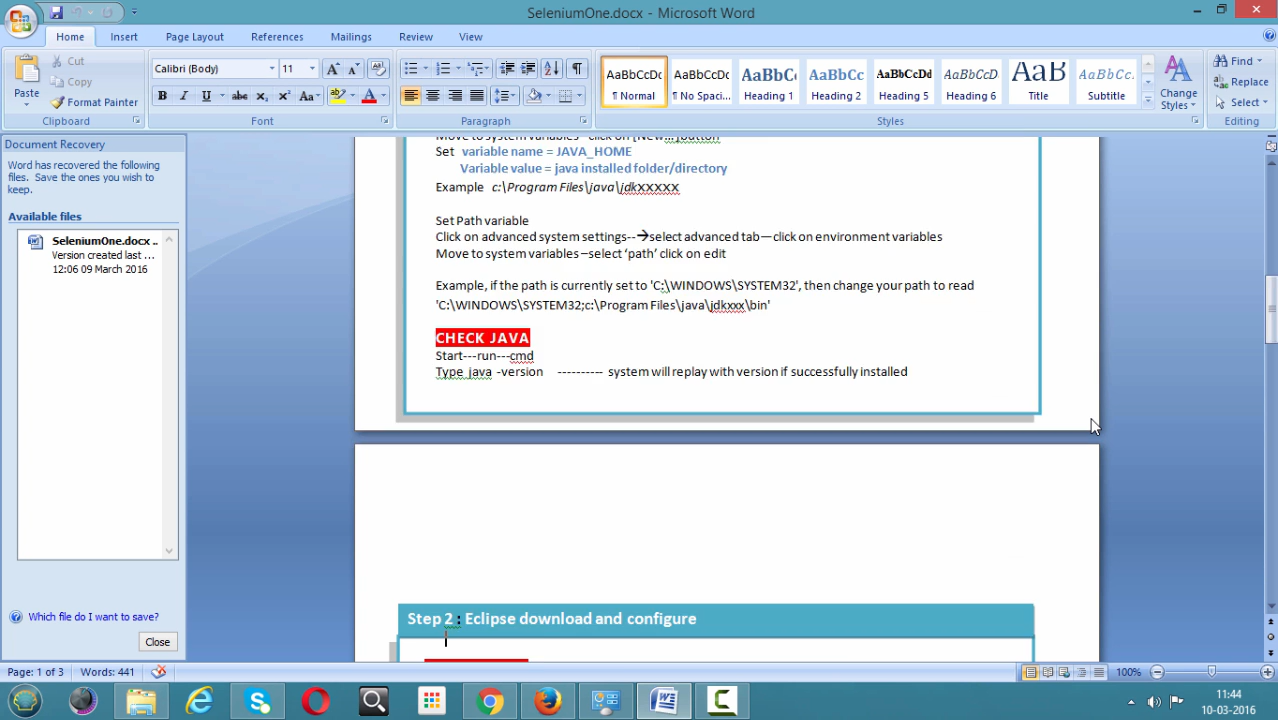 SeleniumOne.docx - Microsoft Word
Home Insert Page Layout References Mailings Review View
Paste
Cut
Copy
Format Painter
Clipboard
Calibri (Body) 11
Font
Paragraph
AaBbCcDc AaBbCcDc AaBbCc AaBbCc AaBbCcDd AaBbCcD AaB AaBbCc
¶ Normal ¶ No Spaci... Heading 1 Heading 2 Heading 5 Heading 6 Title Subtitle
Change Styles
Styles
Find
Replace
Select
Editing
Document Recovery
Word has recovered the following
files. Save the ones you wish to
keep.
Available files
SeleniumOne.docx ..
Version created last ...
12:06 09 March 2016
Which file do I want to save?
Close
Move to system variables - click on [New...]button
Set variable name = JAVA_HOME
Variable value = java installed folder/directory
Example c:\Program Files\java\jdkXXXXX
Set Path variable
Click on advanced system settings--→select advanced tab—click on environment variables
Move to system variables –select ‘path’ click on edit
Example, if the path is currently set to 'C:\WINDOWS\SYSTEM32', then change your path to read
'C:\WINDOWS\SYSTEM32;c:\Program Files\java\jdkxxx\bin'
CHECK JAVA
Start---run---cmd
Type java -version ---------- system will replay with version if successfully installed
Step 2 : Eclipse download and configure
Page: 1 of 3 Words: 441
100%
11:44
10-03-2016